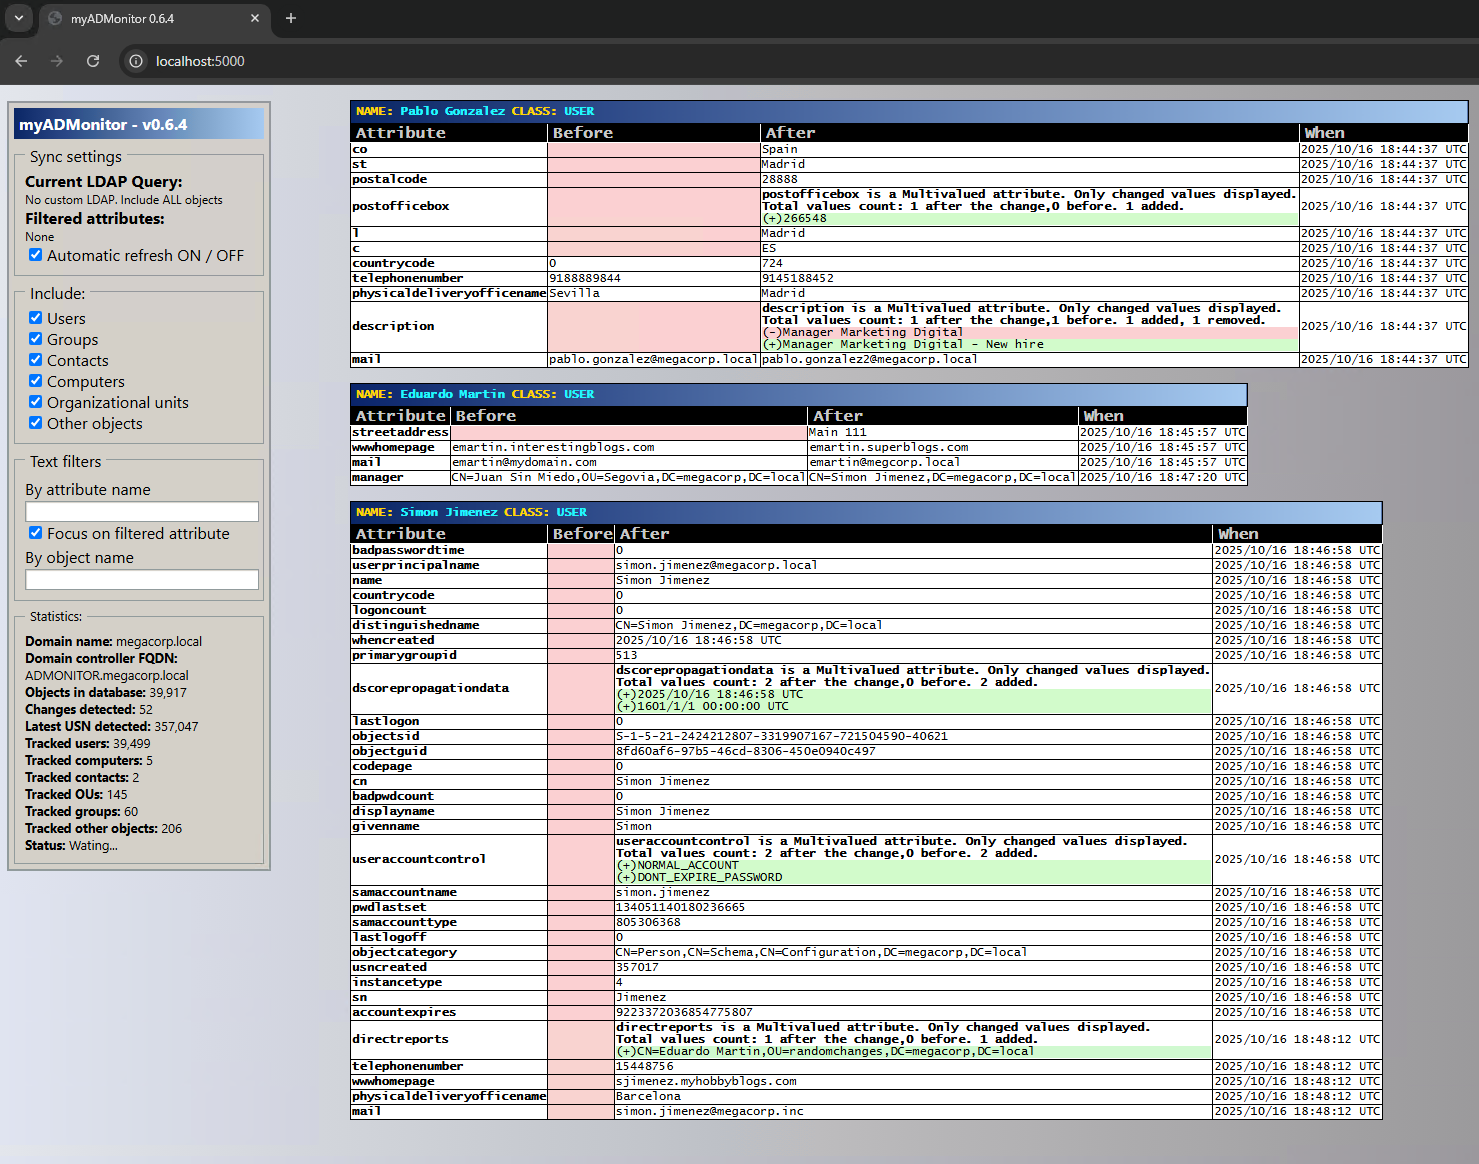 myADMonitor 0.6.4
localhost:5000
myADMonitor - v0.6.4
Sync settings
Current LDAP Query:
No custom LDAP. Include ALL objects
Filtered attributes:
None
Automatic refresh ON / OFF
Include:
Users
Groups
Contacts
Computers
Organizational units
Other objects
Text filters
By attribute name
Focus on filtered attribute
By object name
Statistics:
Domain name: megacorp.local
Domain controller FQDN:
ADMONITOR.megacorp.local
Objects in database: 39,917
Changes detected: 52
Latest USN detected: 357,047
Tracked users: 39,499
Tracked computers: 5
Tracked contacts: 2
Tracked OUs: 145
Tracked groups: 60
Tracked other objects: 206
Status: Wating...
NAME: Pablo Gonzalez CLASS: USER
Attribute Before After When
co Spain 2025/10/16 18:44:37 UTC
st Madrid 2025/10/16 18:44:37 UTC
postalcode 28888 2025/10/16 18:44:37 UTC
postofficebox postofficebox is a Multivalued attribute. Only changed values displayed.
Total values count: 1 after the change,0 before. 1 added. 2025/10/16 18:44:37 UTC
(+)266548
l Madrid 2025/10/16 18:44:37 UTC
c ES 2025/10/16 18:44:37 UTC
countrycode 0 724 2025/10/16 18:44:37 UTC
telephonenumber 9188889844 9145188452 2025/10/16 18:44:37 UTC
physicaldeliveryofficename Sevilla Madrid 2025/10/16 18:44:37 UTC
description description is a Multivalued attribute. Only changed values displayed.
Total values count: 1 after the change,1 before. 1 added, 1 removed. 2025/10/16 18:44:37 UTC
(-)Manager Marketing Digital
(+)Manager Marketing Digital - New hire
mail pablo.gonzalez@megacorp.local pablo.gonzalez2@megacorp.local 2025/10/16 18:44:37 UTC
NAME: Eduardo Martin CLASS: USER
Attribute Before After When
streetaddress Main 111 2025/10/16 18:45:57 UTC
wwwhomepage emartin.interestingblogs.com emartin.superblogs.com 2025/10/16 18:45:57 UTC
mail emartin@mydomain.com emartin@megcorp.local 2025/10/16 18:45:57 UTC
manager CN=Juan Sin Miedo,OU=Segovia,DC=megacorp,DC=local CN=Simon Jimenez,DC=megacorp,DC=local 2025/10/16 18:47:20 UTC
NAME: Simon Jimenez CLASS: USER
Attribute Before After When
badpasswordtime 0 2025/10/16 18:46:58 UTC
userprincipalname simon.jimenez@megacorp.local 2025/10/16 18:46:58 UTC
name Simon Jimenez 2025/10/16 18:46:58 UTC
countrycode 0 2025/10/16 18:46:58 UTC
logoncount 0 2025/10/16 18:46:58 UTC
distinguishedname CN=Simon Jimenez,DC=megacorp,DC=local 2025/10/16 18:46:58 UTC
whencreated 2025/10/16 18:46:58 UTC 2025/10/16 18:46:58 UTC
primarygroupid 513 2025/10/16 18:46:58 UTC
dscorepropagationdata dscorepropagationdata is a Multivalued attribute. Only changed values displayed.
Total values count: 2 after the change,0 before. 2 added. 2025/10/16 18:46:58 UTC
(+)2025/10/16 18:46:58 UTC
(+)1601/1/1 00:00:00 UTC
lastlogon 0 2025/10/16 18:46:58 UTC
objectsid S-1-5-21-2424212807-3319907167-721504590-40621 2025/10/16 18:46:58 UTC
objectguid 8fd60af6-97b5-46cd-8306-450e0940c497 2025/10/16 18:46:58 UTC
codepage 0 2025/10/16 18:46:58 UTC
cn Simon Jimenez 2025/10/16 18:46:58 UTC
badpwdcount 0 2025/10/16 18:46:58 UTC
displayname Simon Jimenez 2025/10/16 18:46:58 UTC
givenname Simon 2025/10/16 18:46:58 UTC
useraccountcontrol useraccountcontrol is a Multivalued attribute. Only changed values displayed.
Total values count: 2 after the change,0 before. 2 added. 2025/10/16 18:46:58 UTC
(+)NORMAL_ACCOUNT
(+)DONT_EXPIRE_PASSWORD
samaccountname simon.jimenez 2025/10/16 18:46:58 UTC
pwdlastset 134051140180236665 2025/10/16 18:46:58 UTC
samaccounttype 805306368 2025/10/16 18:46:58 UTC
lastlogoff 0 2025/10/16 18:46:58 UTC
objectcategory CN=Person,CN=Schema,CN=Configuration,DC=megacorp,DC=local 2025/10/16 18:46:58 UTC
usncreated 357017 2025/10/16 18:46:58 UTC
instancetype 4 2025/10/16 18:46:58 UTC
sn Jimenez 2025/10/16 18:46:58 UTC
accountexpires 9223372036854775807 2025/10/16 18:46:58 UTC
directreports directreports is a Multivalued attribute. Only changed values displayed.
Total values count: 1 after the change,0 before. 1 added. 2025/10/16 18:48:12 UTC
(+)CN=Eduardo Martin,OU=randomchanges,DC=megacorp,DC=local
telephonenumber 15448756 2025/10/16 18:48:12 UTC
wwwhomepage sjimenez.myhobbyblogs.com 2025/10/16 18:48:12 UTC
physicaldeliveryofficename Barcelona 2025/10/16 18:48:12 UTC
mail simon.jimenez@megacorp.inc 2025/10/16 18:48:12 UTC